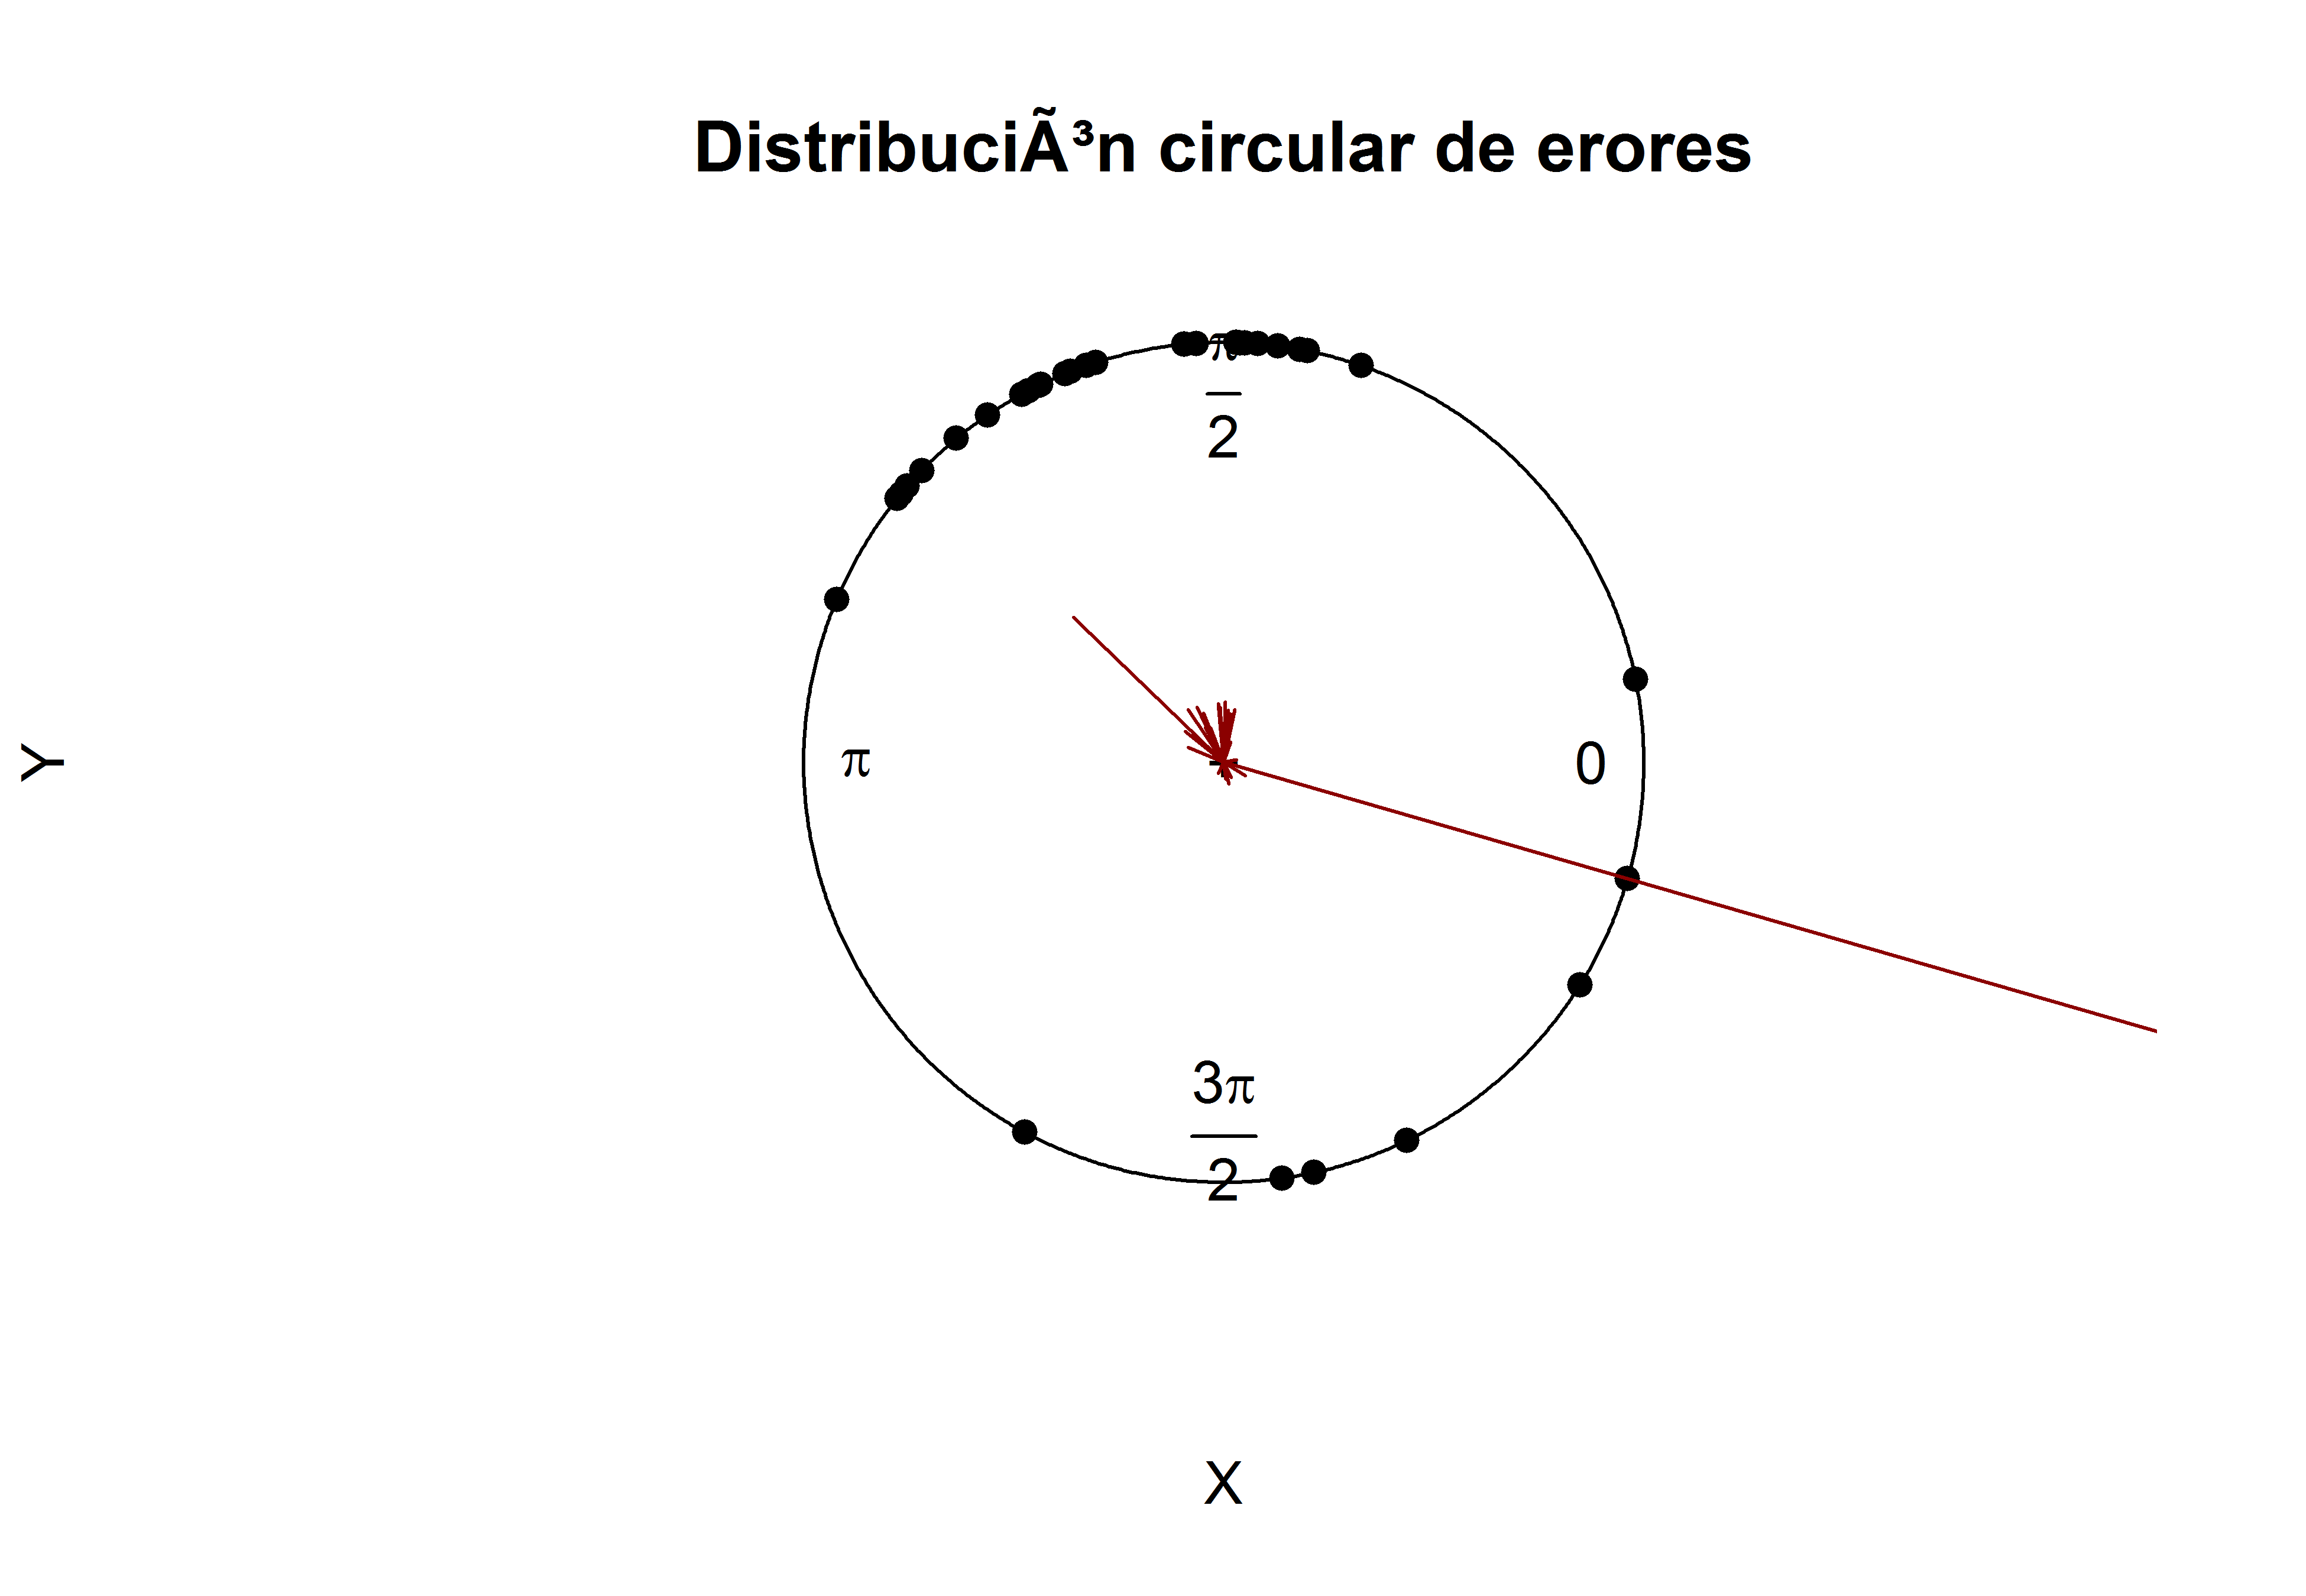 DistribuciÃ³n circular de erores
π
2
Y
π
0
3π
2
X